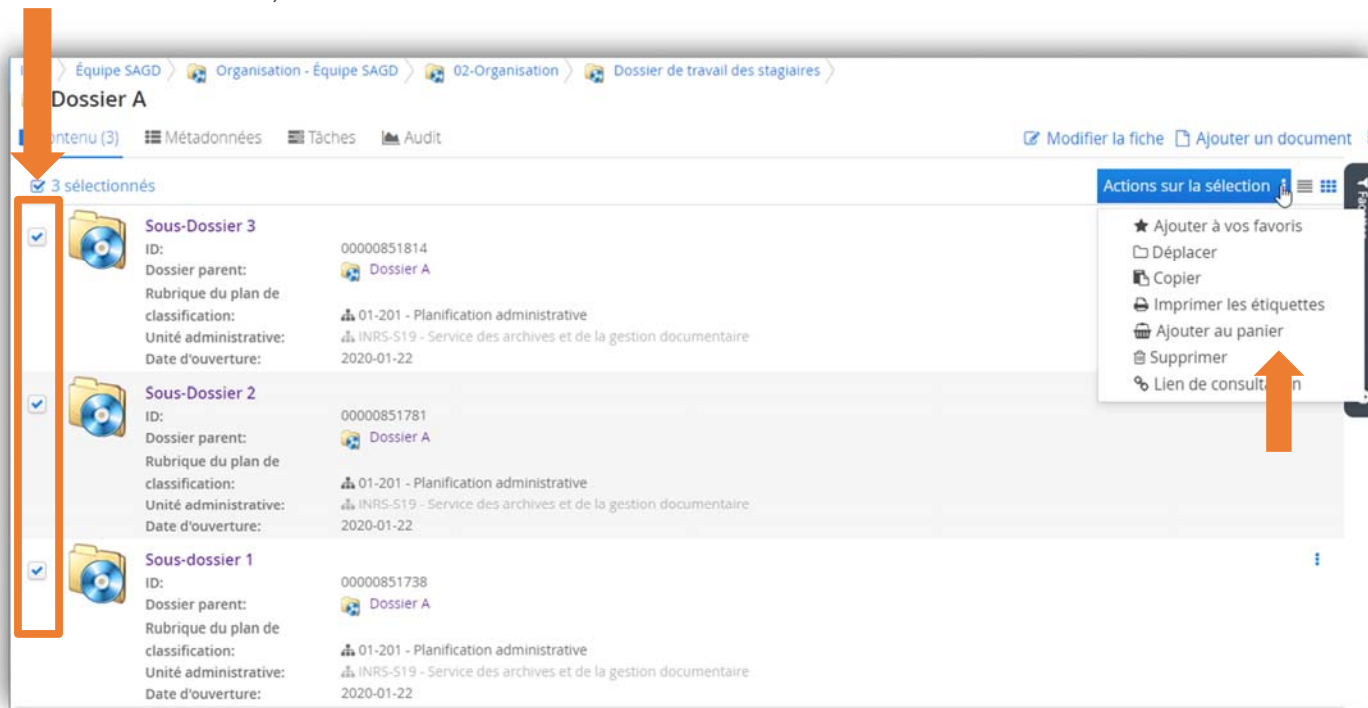 Équipe SAGD Organisation - Équipe SAGD 02-Organisation Dossier de travail des stagiaires
Dossier A
ontenu (3) Métadonnées Tâches Audit Modifier la fiche Ajouter un document
3 sélectionnés Actions sur la sélection
Sous-Dossier 3
ID: 00000851814
Dossier parent: Dossier A
Rubrique du plan de
classification: 01-201 - Planification administrative
Unité administrative: INRS-S19 - Service des archives et de la gestion documentaire
Date d'ouverture: 2020-01-22
Ajouter à vos favoris
Déplacer
Copier
Imprimer les étiquettes
Ajouter au panier
Supprimer
Lien de consult
Sous-Dossier 2
ID: 00000851781
Dossier parent: Dossier A
Rubrique du plan de
classification: 01-201 - Planification administrative
Unité administrative: INRS-S19 - Service des archives et de la gestion documentaire
Date d'ouverture: 2020-01-22
Sous-dossier 1
ID: 00000851738
Dossier parent: Dossier A
Rubrique du plan de
classification: 01-201 - Planification administrative
Unité administrative: INRS-S19 - Service des archives et de la gestion documentaire
Date d'ouverture: 2020-01-22